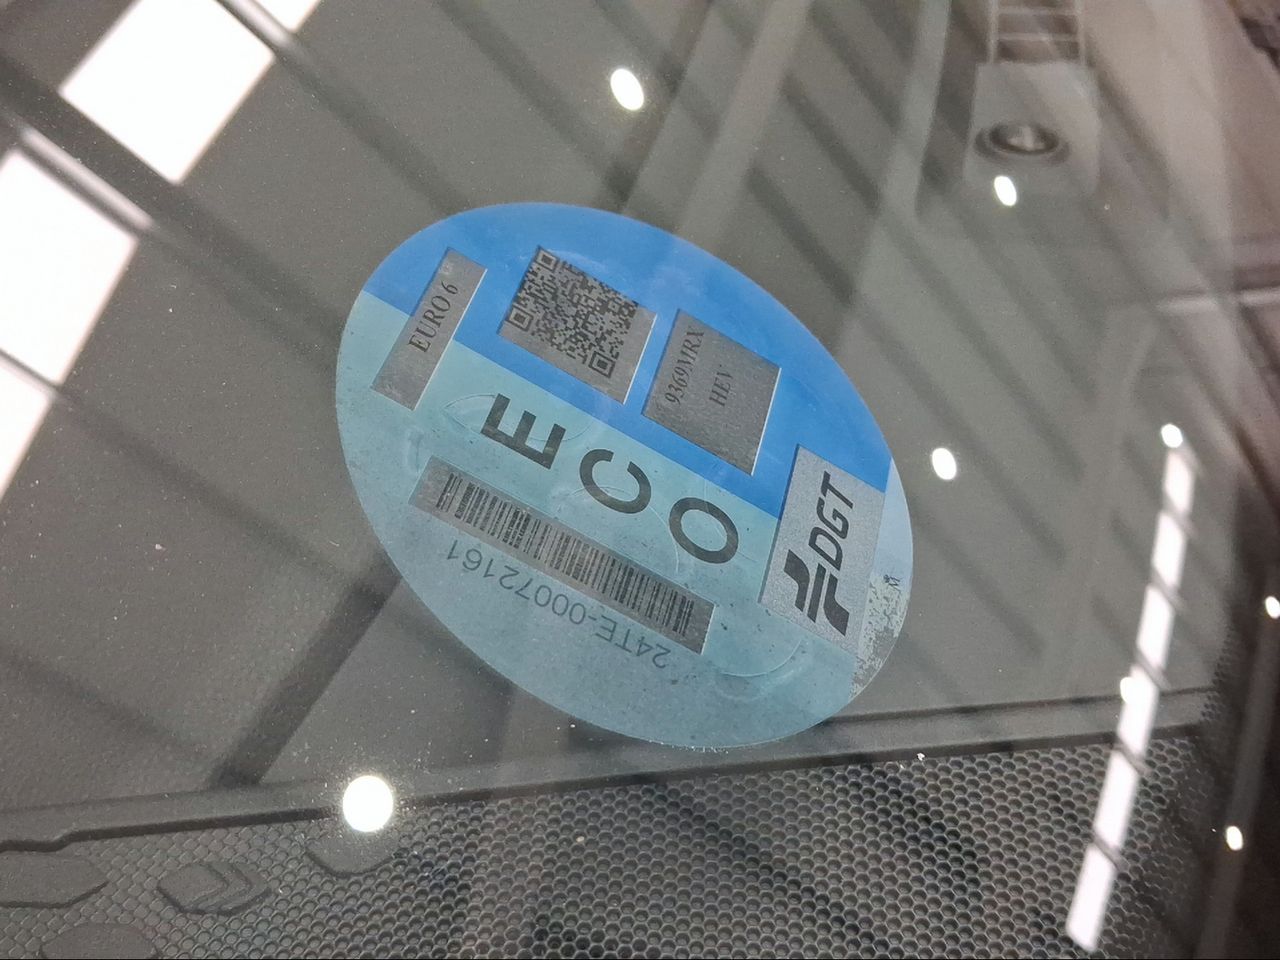 EURO 6
9369MRX
HEV
ECO
DGT
24TE-00072161